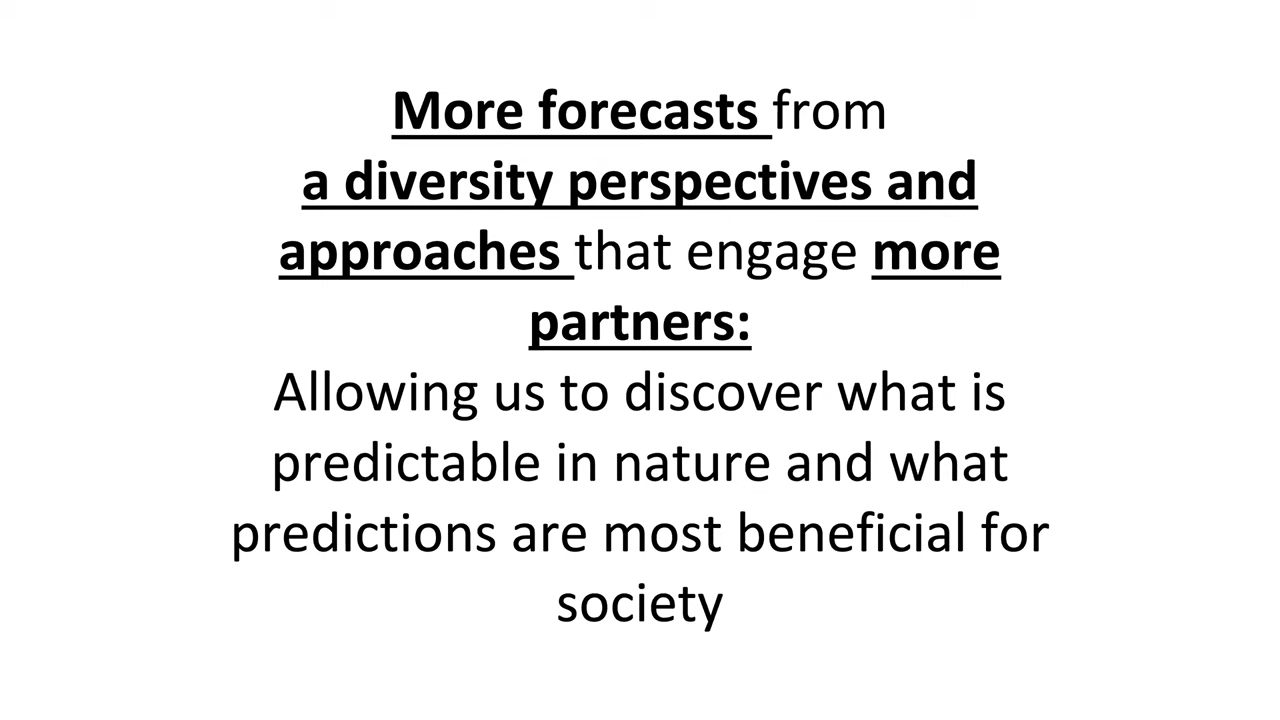 More forecasts from
a diversity perspectives and
approaches that engage more
partners:
Allowing us to discover what is
predictable in nature and what
predictions are most beneficial for
society